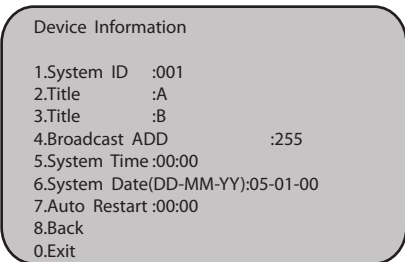 Device Information
1.System ID :001
2.Title :A
3.Title :B
4.Broadcast ADD :255
5.System Time :00:00
6.System Date(DD-MM-YY):05-01-00
7.Auto Restart :00:00
8.Back
0.Exit